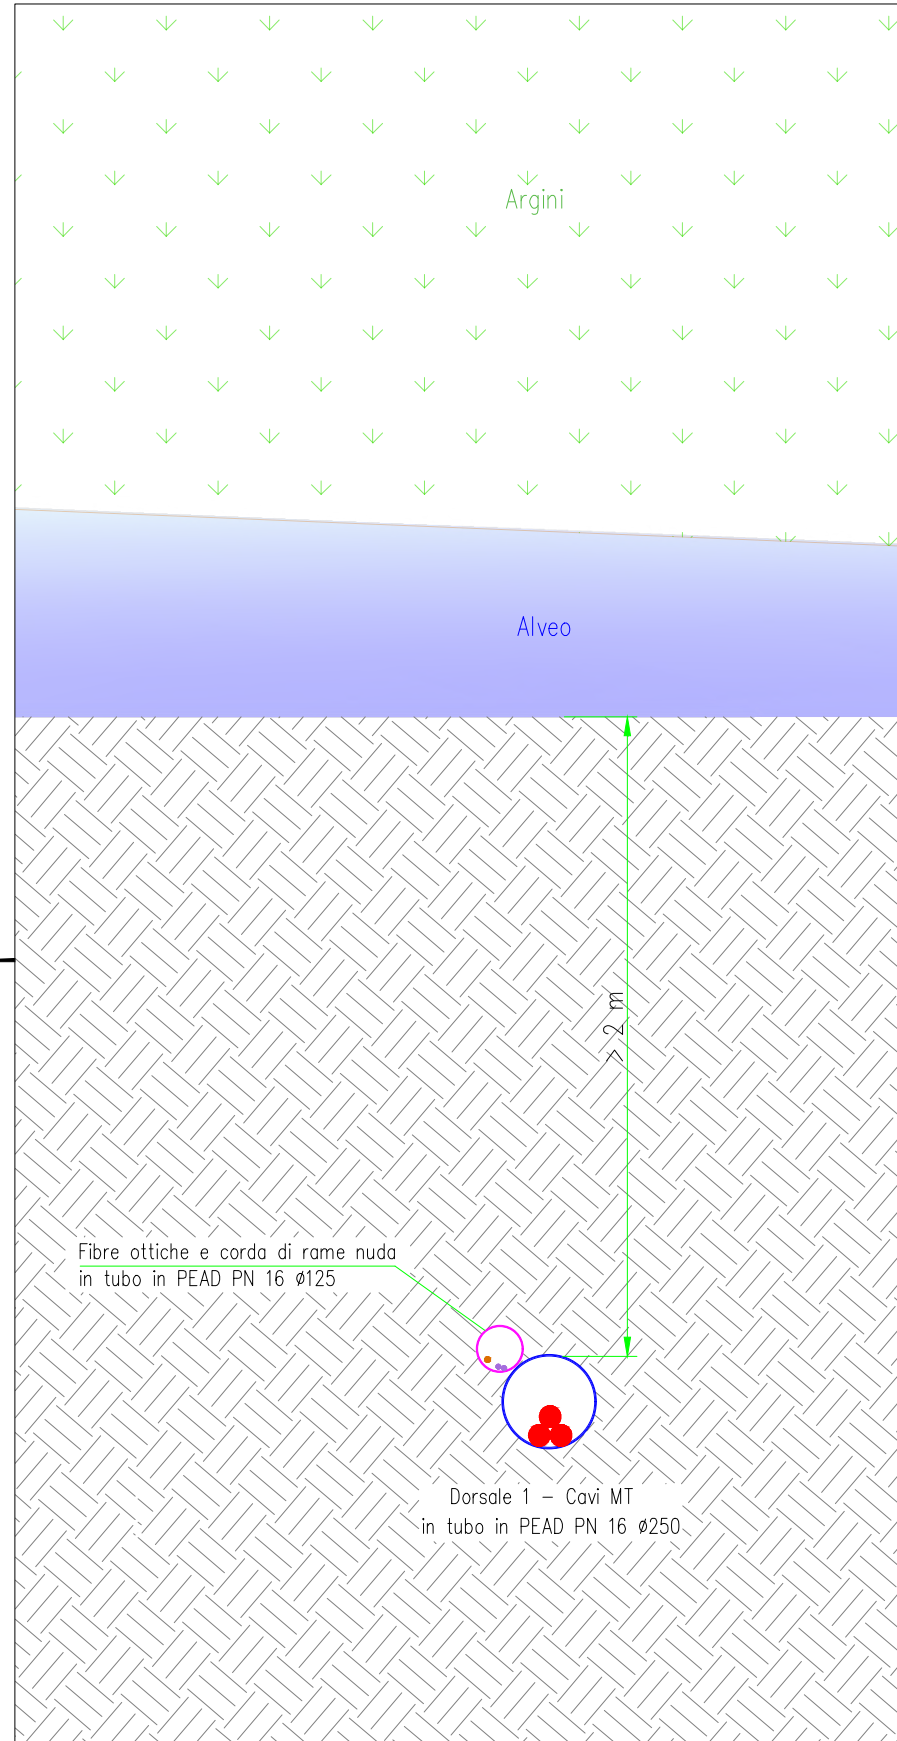 Argini
Alveo
> 2 m
Fibre ottiche e corda di rame nuda
in tubo in PEAD PN 16 ø125
Dorsale 1 – Cavi MT
in tubo in PEAD PN 16 ø250